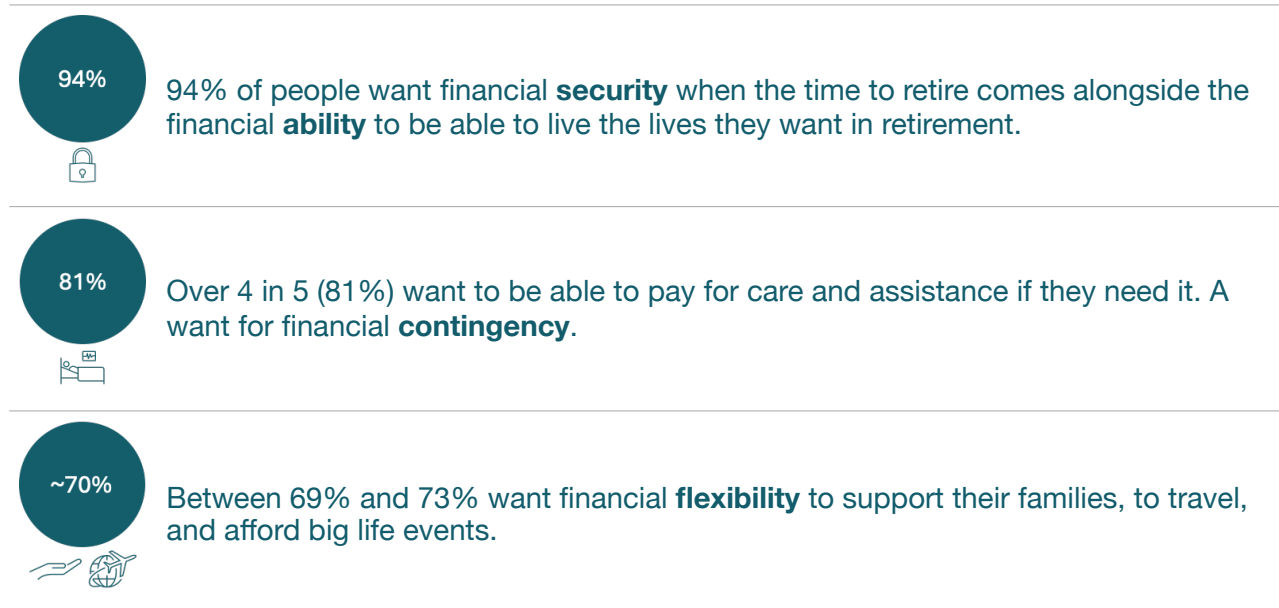 94%
94% of people want financial security when the time to retire comes alongside the
financial ability to be able to live the lives they want in retirement.
81%
Over 4 in 5 (81%) want to be able to pay for care and assistance if they need it. A
want for financial contingency.
~70%
Between 69% and 73% want financial flexibility to support their families, to travel,
and afford big life events.